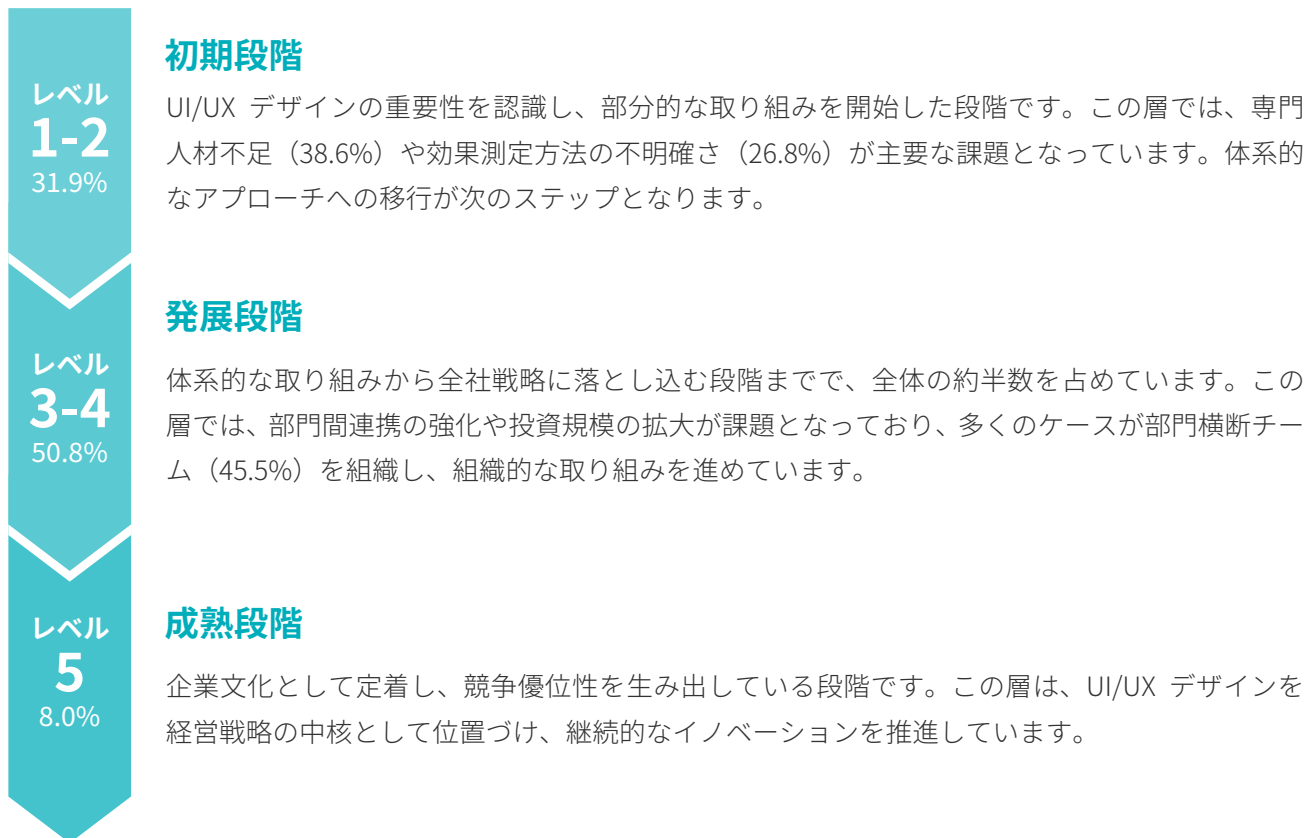 レベル
1-2
31.9%
初期段階
UI/UX デザインの重要性を認識し、部分的な取り組みを開始した段階です。この層では、専門
人材不足（38.6%）や効果測定方法の不明確さ（26.8%）が主要な課題となっています。体系的
なアプローチへの移行が次のステップとなります。
レベル
3-4
50.8%
発展段階
体系的な取り組みから全社戦略に落とし込む段階までで、全体の約半数を占めています。この
層では、部門間連携の強化や投資規模の拡大が課題となっており、多くのケースが部門横断チー
ム（45.5%）を組織し、組織的な取り組みを進めています。
レベル
5
8.0%
成熟段階
企業文化として定着し、競争優位性を生み出している段階です。この層は、UI/UX デザインを
経営戦略の中核として位置づけ、継続的なイノベーションを推進しています。